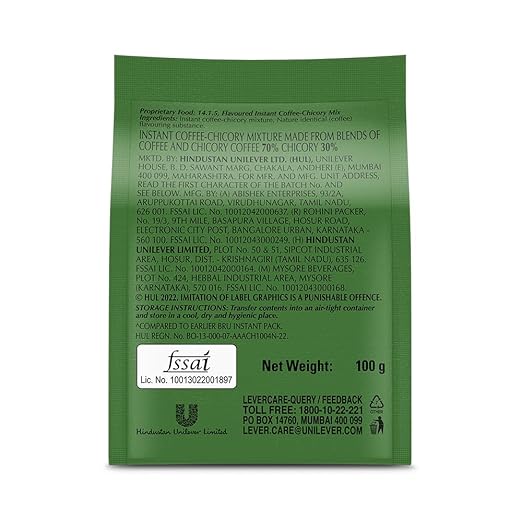 Proprietary Food: 14.1.5, Flavoured Instant Coffee-Chicory Mix
Ingredients: Instant coffee-chicory mixture, Nature identical (coffee)
flavouring substance.
INSTANT COFFEE-CHICORY MIXTURE MADE FROM BLENDS OF
COFFEE AND CHICORY COFFEE 70% CHICORY 30%
MKTD. BY: HINDUSTAN UNILEVER LTD. (HUL), UNILEVER
HOUSE, B. D. SAWANT MARG, CHAKALA, ANDHERI (E), MUMBAI
400 099, MAHARASHTRA. FOR MFR. AND MFG. UNIT ADDRESS,
READ THE FIRST CHARACTER OF THE BATCH No. AND
SEE BELOW. MFG. BY: (A) ABISHEK ENTERPRISES, 93/2A,
ARUPPUKOTTAI ROAD, VIRUDHUNAGAR, TAMIL NADU,
626 001. FSSAI LIC. No. 10012042000637. (R) ROHINI PACKER,
No. 19/3, 9TH MILE, BASAPURA VILLAGE, HOSUR ROAD,
ELECTRONIC CITY POST, BANGALORE URBAN, KARNATAKA -
560 100. FSSAI LIC. No. 10012043000249. (H) HINDUSTAN
UNILEVER LIMITED, PLOT No. 50 & 51, SIPCOT INDUSTRIAL
AREA, HOSUR, DIST. - KRISHNAGIRI (TAMIL NADU), 635 126.
FSSAI LIC. No. 10012042000164. (M) MYSORE BEVERAGES,
PLOT No. 424, HEBBAL INDUSTRIAL AREA, MYSORE
(KARNATAKA), 570 016. FSSAI LIC. No. 10013043000168.
© HUL 2022. IMITATION OF LABEL GRAPHICS IS A PUNISHABLE OFFENCE.
STORAGE INSTRUCTIONS: Transfer contents into an air-tight container
and store in a cool, dry and hygienic place.
^COMPARED TO EARLIER BRU INSTANT PACK.
HUL REGN. No. BO-13-000-07-AAACH1004N-22.
fssai
Lic. No. 10013022001897
Net Weight: 100 g
Hindustan Unilever Limited
LEVERCARE-QUERY / FEEDBACK
TOLL FREE: 1800-10-22-221
PO BOX 14760, MUMBAI 400 099
LEVER.CARE@UNILEVER.COM
OTHER